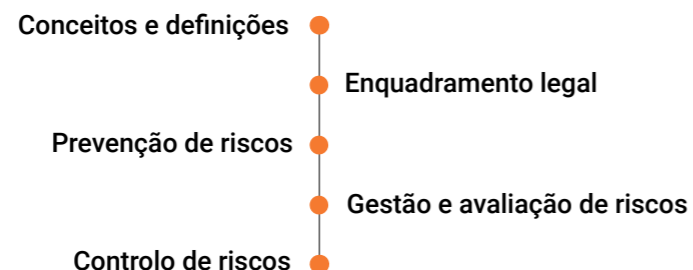 Conceitos e definições
Enquadramento legal
Prevenção de riscos
Gestão e avaliação de riscos
Controlo de riscos